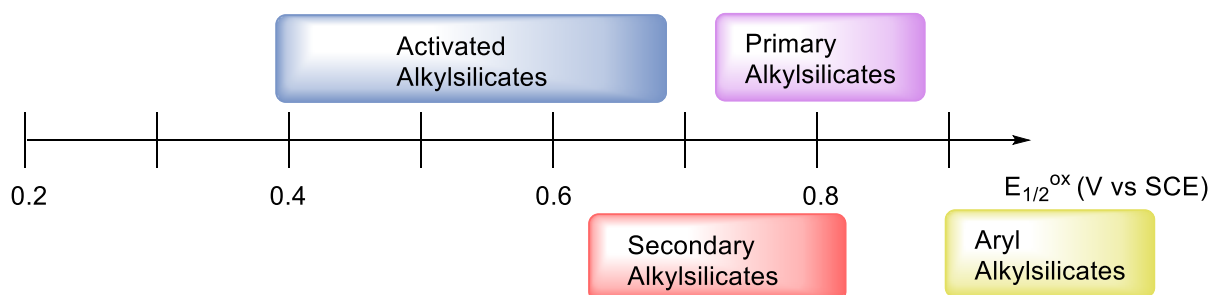 Activated
Alkylsilicates
Primary
Alkylsilicates
0.2
0.4
0.6
0.8
E1/2ox (V vs SCE)
Secondary
Alkylsilicates
Aryl
Alkylsilicates